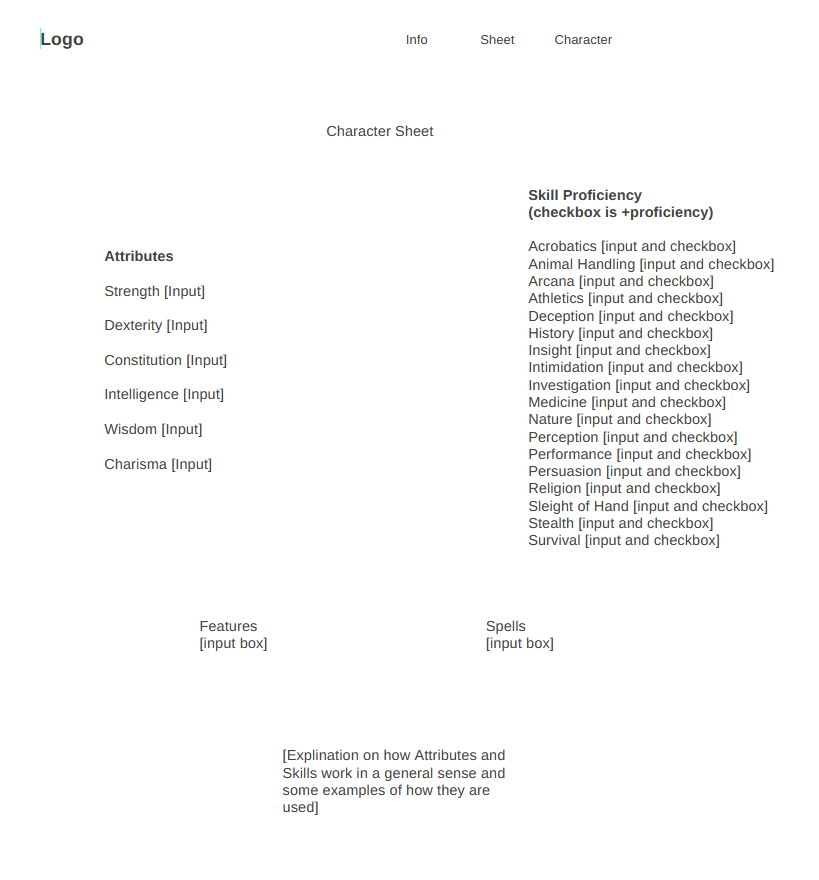 Logo
Info Sheet Character
Character Sheet
Attributes
Strength [Input]
Dexterity [Input]
Constitution [Input]
Intelligence [Input]
Wisdom [Input]
Charisma [Input]
Skill Proficiency
(checkbox is +proficiency)
Acrobatics [input and checkbox]
Animal Handling [input and checkbox]
Arcana [input and checkbox]
Athletics [input and checkbox]
Deception [input and checkbox]
History [input and checkbox]
Insight [input and checkbox]
Intimidation [input and checkbox]
Investigation [input and checkbox]
Medicine [input and checkbox]
Nature [input and checkbox]
Perception [input and checkbox]
Performance [input and checkbox]
Persuasion [input and checkbox]
Religion [input and checkbox]
Sleight of Hand [input and checkbox]
Stealth [input and checkbox]
Survival [input and checkbox]
Features
[input box]
Spells
[input box]
[Explination on how Attributes and
Skills work in a general sense and
some examples of how they are
used]